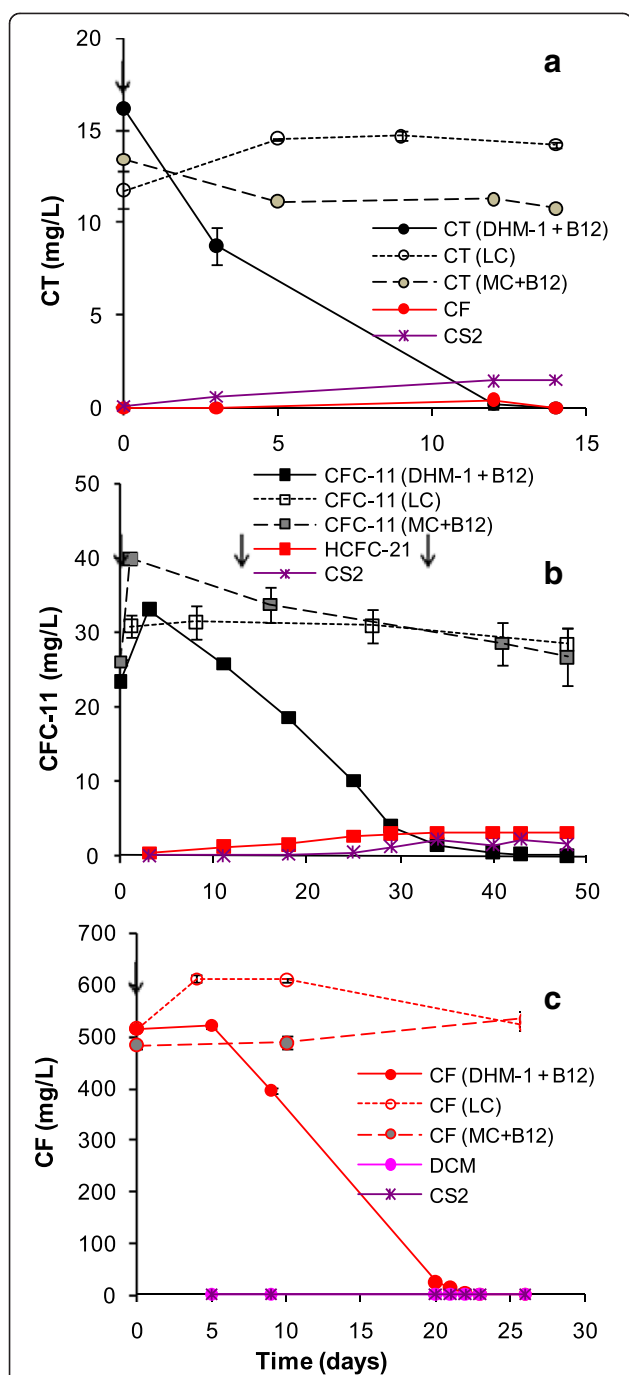 a
20
15
10
5
0
CT (mg/L)
CT (DHM-1 + B12)
CT (LC)
CT (MC+B12)
CF
CS2
0 5 10 15
b
CFC-11 (DHM-1 + B12)
CFC-11 (LC)
CFC-11 (MC+B12)
HCFC-21
CS2
50
40
30
20
10
0
CFC-11 (mg/L)
0 10 20 30 40 50
c
700
600
500
400
300
200
100
0
CF (mg/L)
CF (DHM-1 + B12)
CF (LC)
CF (MC+B12)
DCM
CS2
0 5 10 15 20 25 30
Time (days)